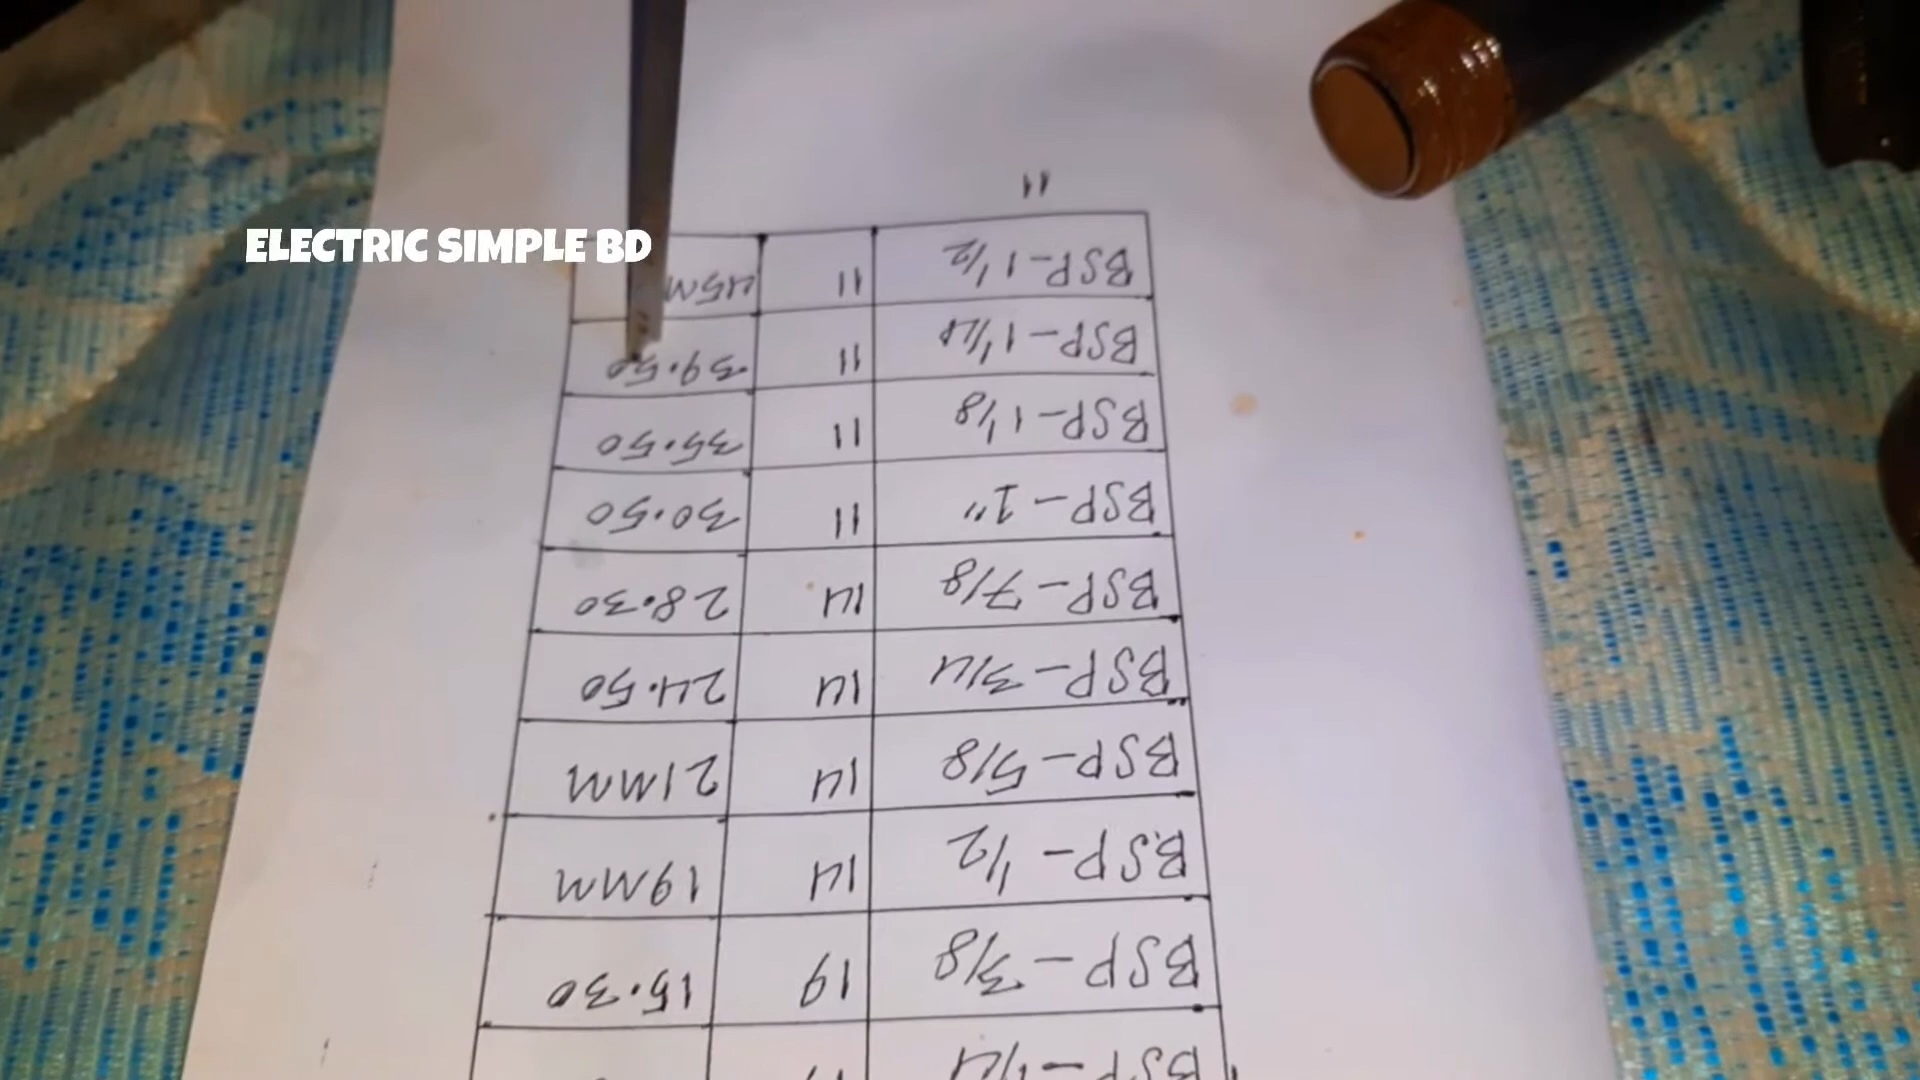 ELECTRIC SIMPLE BD
BSP-1/4
BSP-3/8 19 15.30
B.S.P-1/2 14 19MM
BSP-5/8 14 21MM
BSP-3/4 14 24.50
BSP-7/8 14 28.30
BSP-1" 11 30.50
BSP-1 1/8 11 35.50
BSP-1 1/4 11 39.50
BSP-1 1/2 11 45M
11